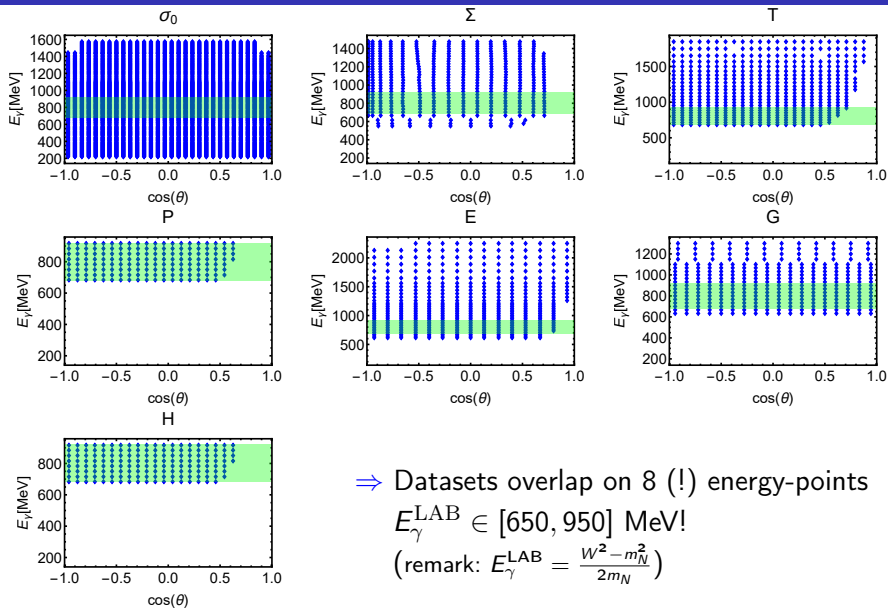 σ₀
Σ
T
Eγ[MeV]
1600
1400
1200
1000
800
600
400
200
-1.0 -0.5 0.0 0.5 1.0
cos(θ)
Eγ[MeV]
1400
1200
1000
800
600
400
200
-1.0 -0.5 0.0 0.5 1.0
cos(θ)
Eγ[MeV]
1500
1000
500
-1.0 -0.5 0.0 0.5 1.0
cos(θ)
P
E
G
Eγ[MeV]
800
600
400
200
-1.0 -0.5 0.0 0.5 1.0
cos(θ)
Eγ[MeV]
2000
1500
1000
500
-1.0 -0.5 0.0 0.5 1.0
cos(θ)
Eγ[MeV]
1200
1000
800
600
400
200
-1.0 -0.5 0.0 0.5 1.0
cos(θ)
H
Eγ[MeV]
800
600
400
200
-1.0 -0.5 0.0 0.5 1.0
cos(θ)
⇒ Datasets overlap on 8 (!) energy-points
E_γ^LAB ∈ [650, 950] MeV!
(remark: E_γ^LAB = (W² − m_N²)/(2m_N))